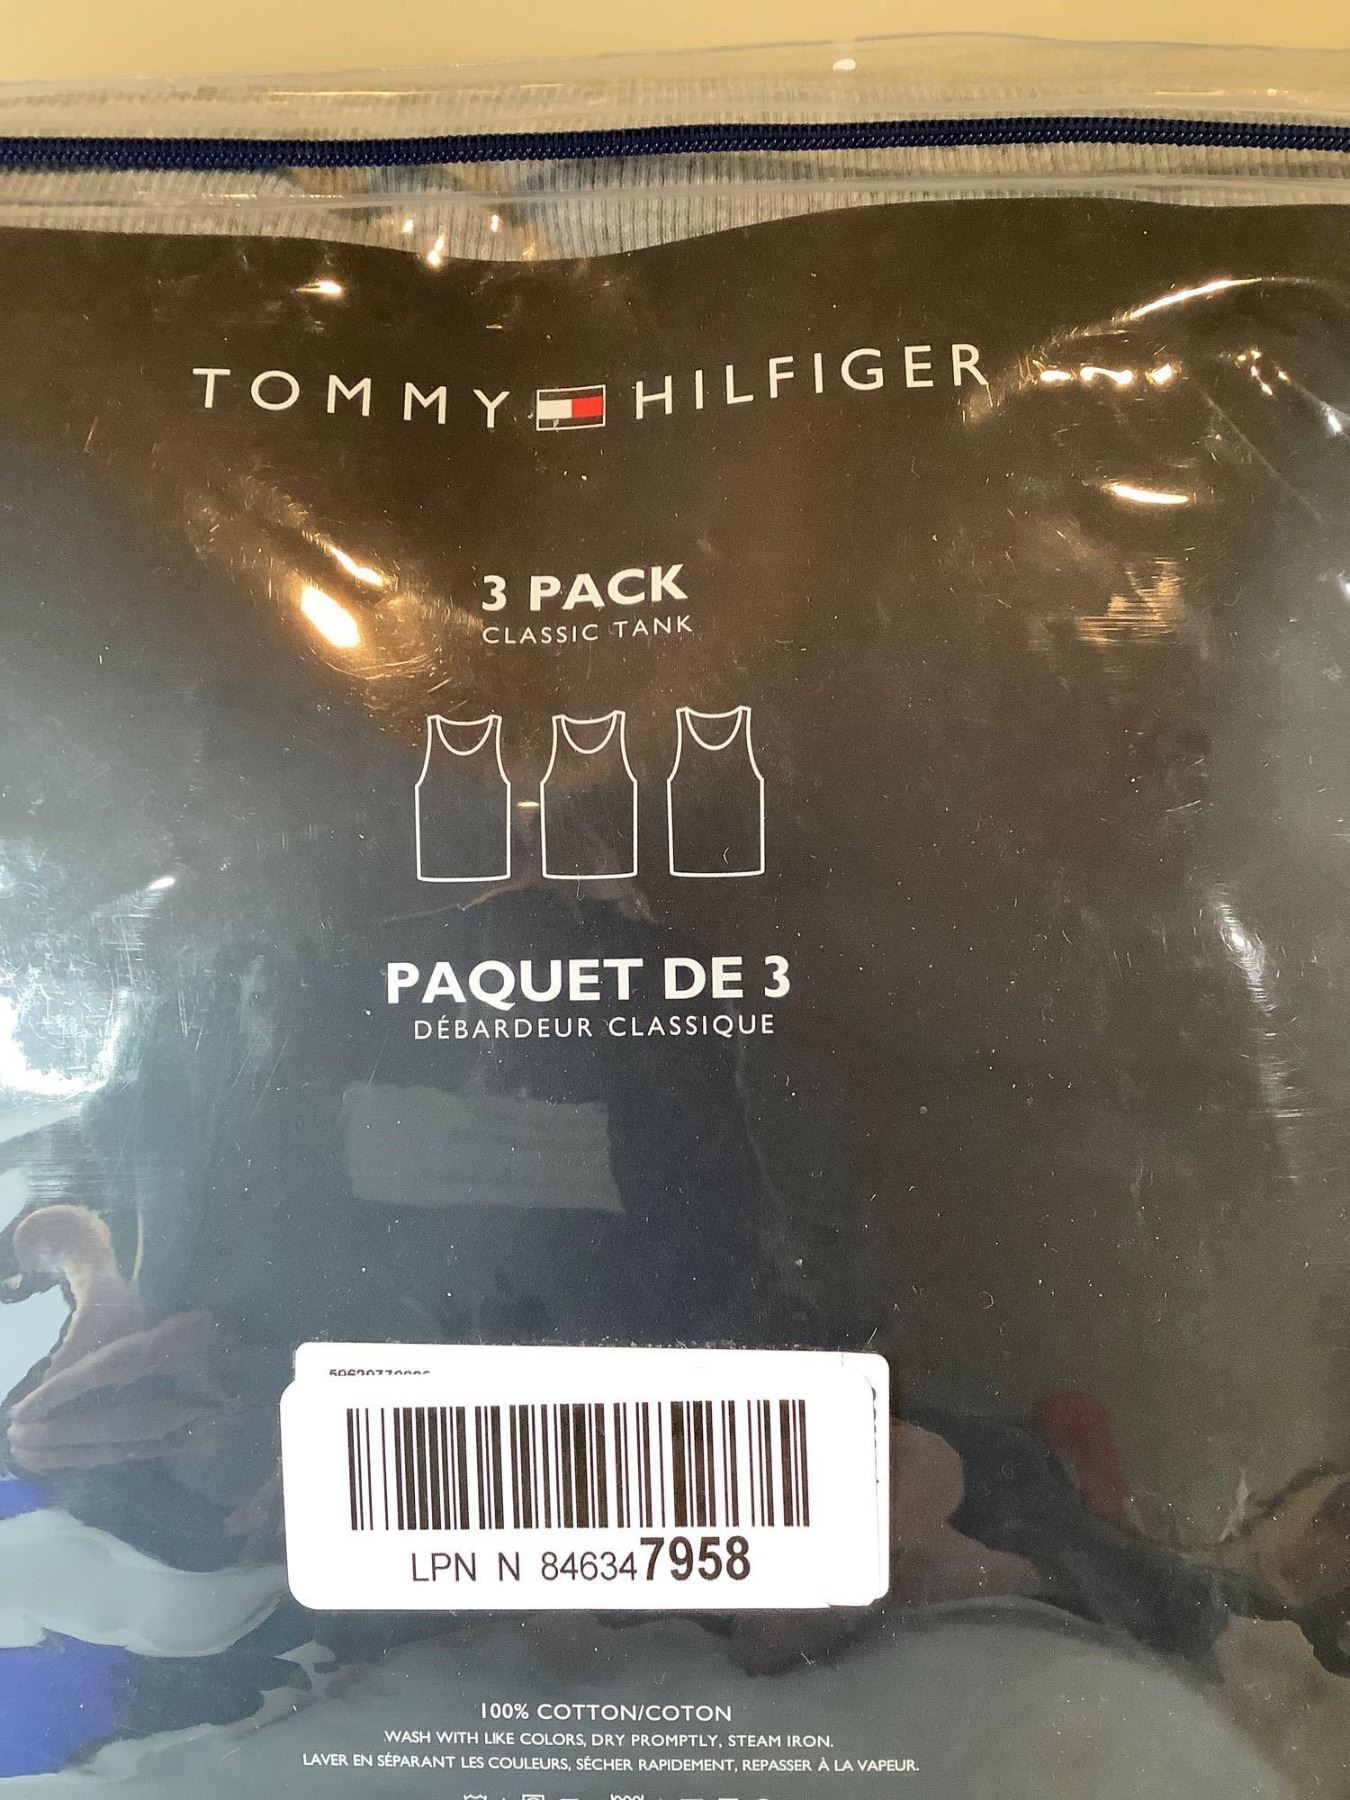 TOMMY HILFIGER
3 PACK
CLASSIC TANK
PAQUET DE 3
DÉBARDEUR CLASSIQUE
LPN N 846347958
100% COTTON/COTON
WASH WITH LIKE COLORS, DRY PROMPTLY, STEAM IRON.
LAVER EN SÉPARANT LES COULEURS, SÉCHER RAPIDEMENT, REPASSER À LA VAPEUR.